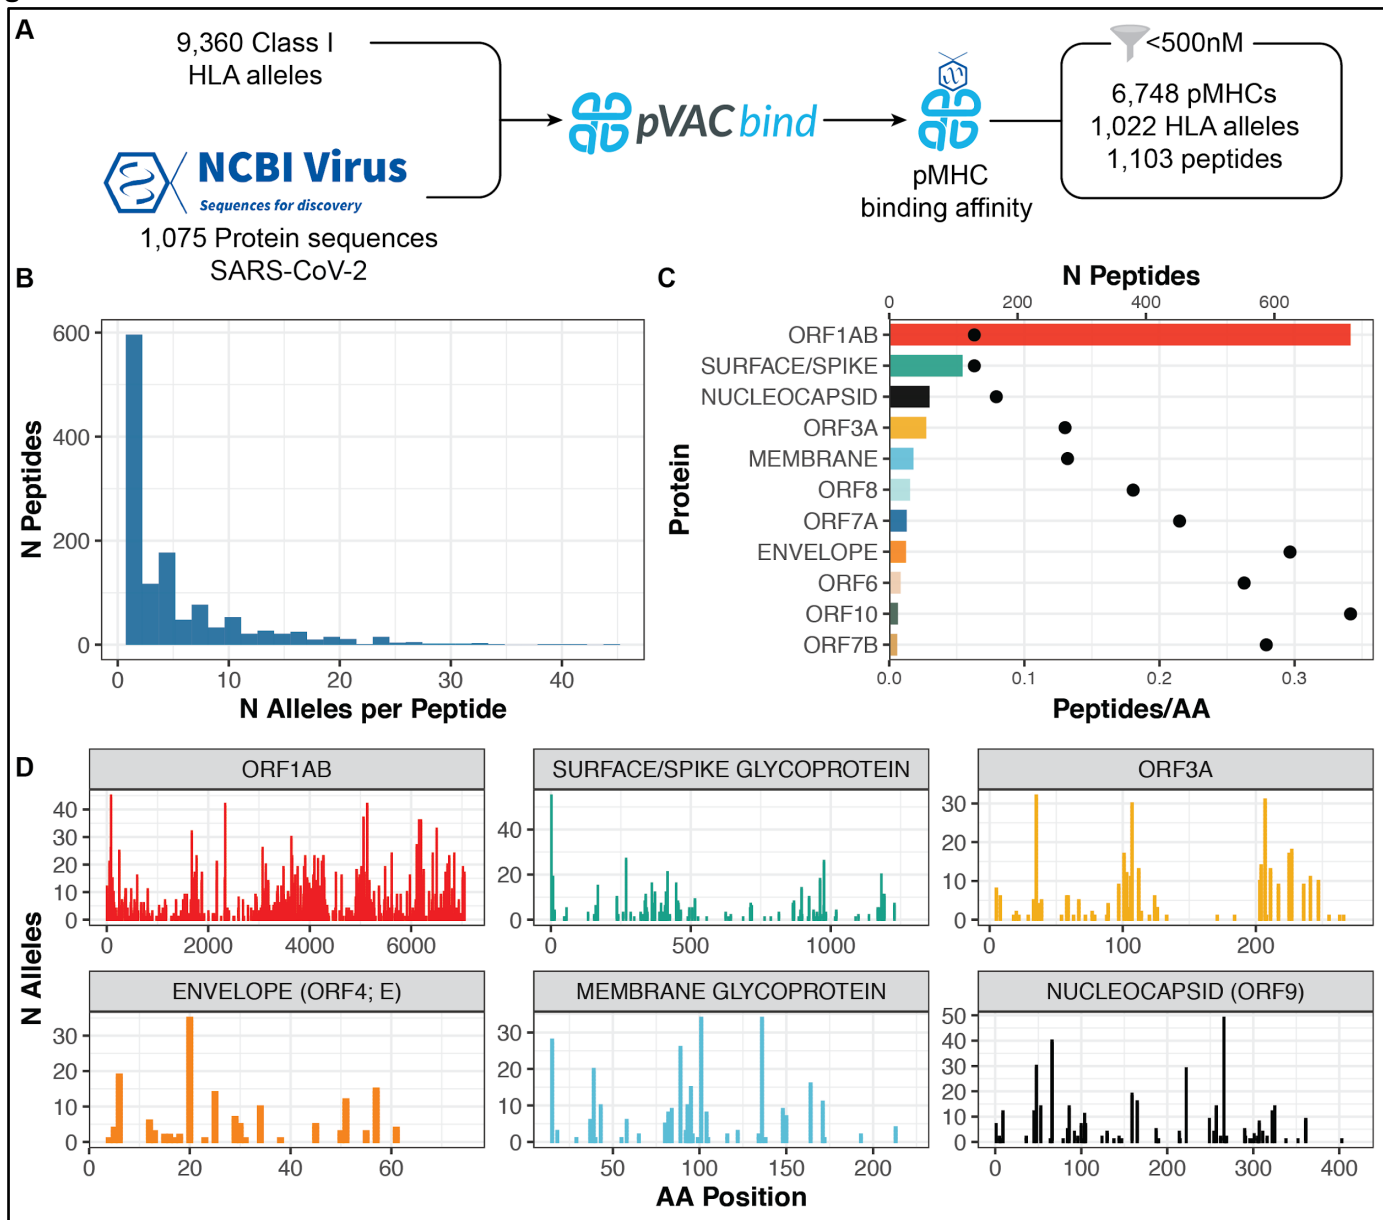 A
9,360 Class I
HLA alleles
NCBI Virus
Sequences for discovery
1,075 Protein sequences
SARS-CoV-2
pVAC bind
pMHC
binding affinity
<500nM
6,748 pMHCs
1,022 HLA alleles
1,103 peptides
B
600
400
200
0
0 10 20 30 40
N Peptides
N Alleles per Peptide
C
N Peptides
0 200 400 600
Protein
ORF1AB
SURFACE/SPIKE
NUCLEOCAPSID
ORF3A
MEMBRANE
ORF8
ORF7A
ENVELOPE
ORF6
ORF10
ORF7B
0.0 0.1 0.2 0.3
Peptides/AA
D
N Alleles
ORF1AB
40
30
20
10
0
0 2000 4000 6000
SURFACE/SPIKE GLYCOPROTEIN
40
20
0
0 500 1000
ORF3A
30
20
10
0
0 100 200
ENVELOPE (ORF4; E)
30
20
10
0
0 20 40 60
MEMBRANE GLYCOPROTEIN
30
20
10
0
50 100 150 200
NUCLEOCAPSID (ORF9)
50
40
30
20
10
0
0 100 200 300 400
AA Position